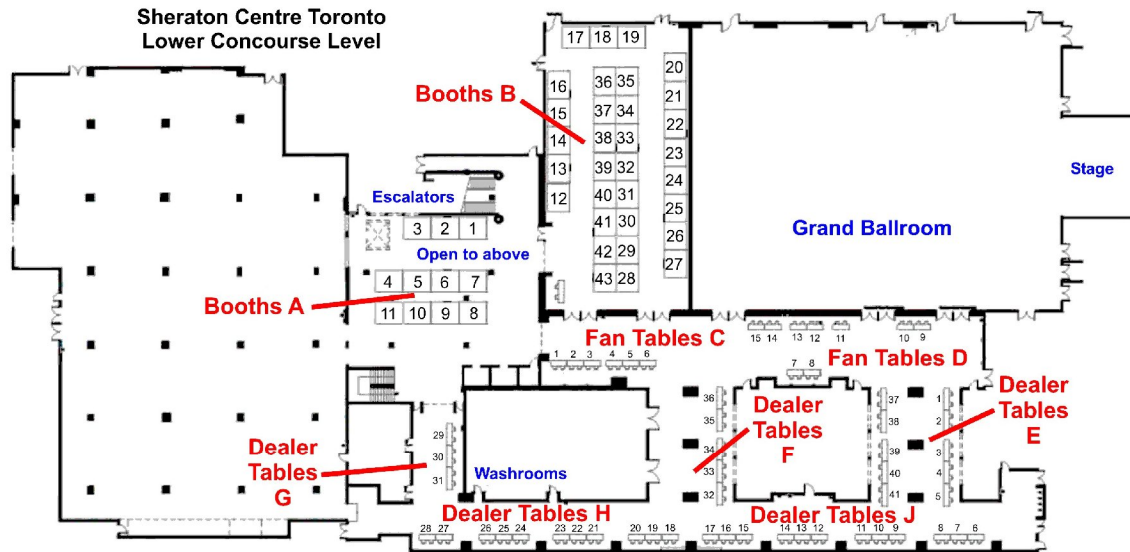 Sheraton Centre Toronto
Lower Concourse Level
17 18 19
20
21
22
23
24
25
26
27
16
15
14
13
12
36 35
37 34
38 33
39 32
40 31
41 30
42 29
43 28
Booths B
Stage
Grand Ballroom
Escalators
3 2 1
Open to above
4 5 6 7
Booths A
11 10 9 8
Fan Tables C
1 2 3 4 5 6
15 14 13 12 11 10 9
Fan Tables D
7 8
36
35
34
33
32
Dealer
Tables
F
37
38
39
40
41
1
2
3
4
5
Dealer
Tables
E
Dealer
Tables
G
29
30
31
Washrooms
Dealer Tables H
Dealer Tables J
28 27 26 25 24 23 22 21 20 19 18 17 16 15 14 13 12 11 10 9 8 7 6